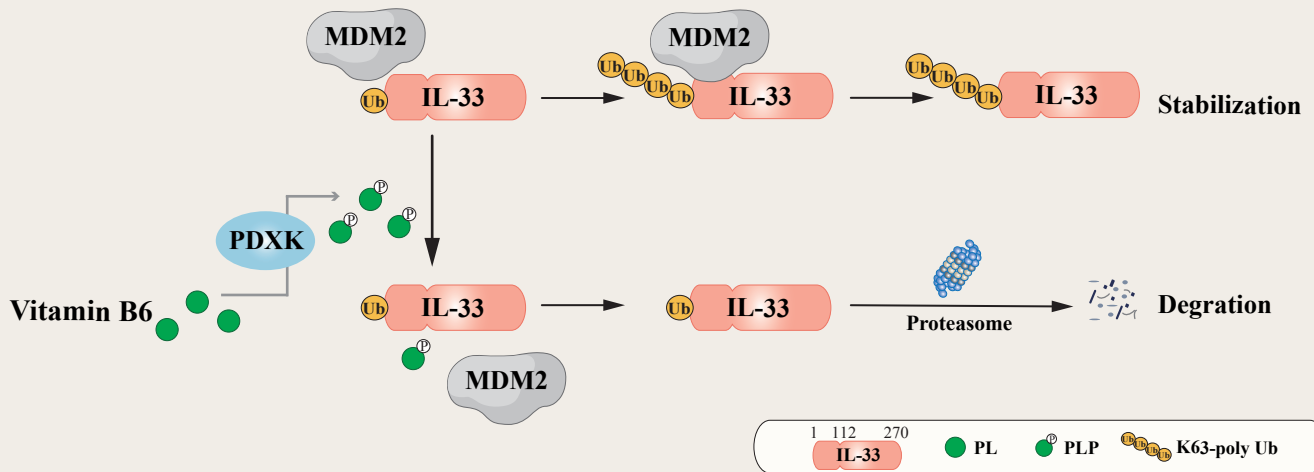 MDM2
Ub IL-33
MDM2
Ub Ub Ub Ub IL-33
Ub Ub Ub Ub IL-33
Stabilization
PDXK
P
P
P
Vitamin B6
Ub IL-33
P
MDM2
Ub IL-33
Proteasome
Degration
1 112 270
IL-33
PL
P PLP
Ub Ub Ub Ub K63-poly Ub